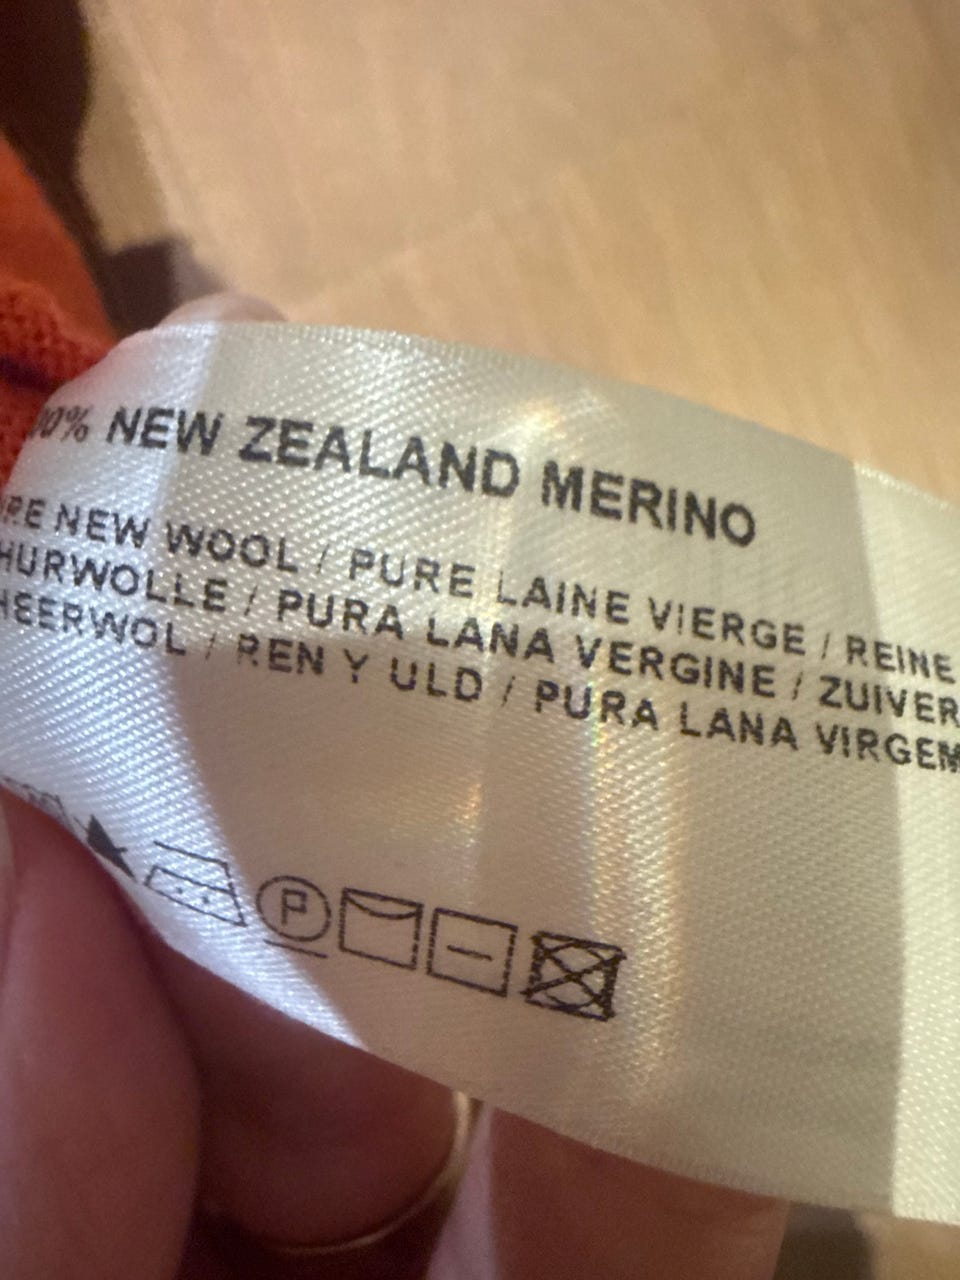 00% NEW ZEALAND MERINO
RE NEW WOOL / PURE LAINE VIERGE / REINE
HURWOLLE / PURA LANA VERGINE / ZUIVER
HEERWOL / REN Y ULD / PURA LANA VIRGEM
P